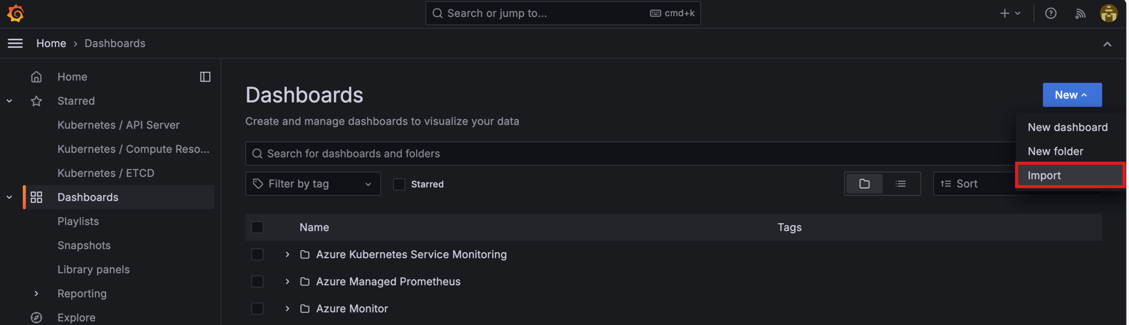 Search or jump to...
cmd+k
Home › Dashboards
Home
Starred
Kubernetes / API Server
Kubernetes / Compute Reso...
Kubernetes / ETCD
Dashboards
Playlists
Snapshots
Library panels
Reporting
Explore
Dashboards
Create and manage dashboards to visualize your data
New
New dashboard
New folder
Import
Search for dashboards and folders
Filter by tag
Starred
Sort
Name Tags
Azure Kubernetes Service Monitoring
Azure Managed Prometheus
Azure Monitor